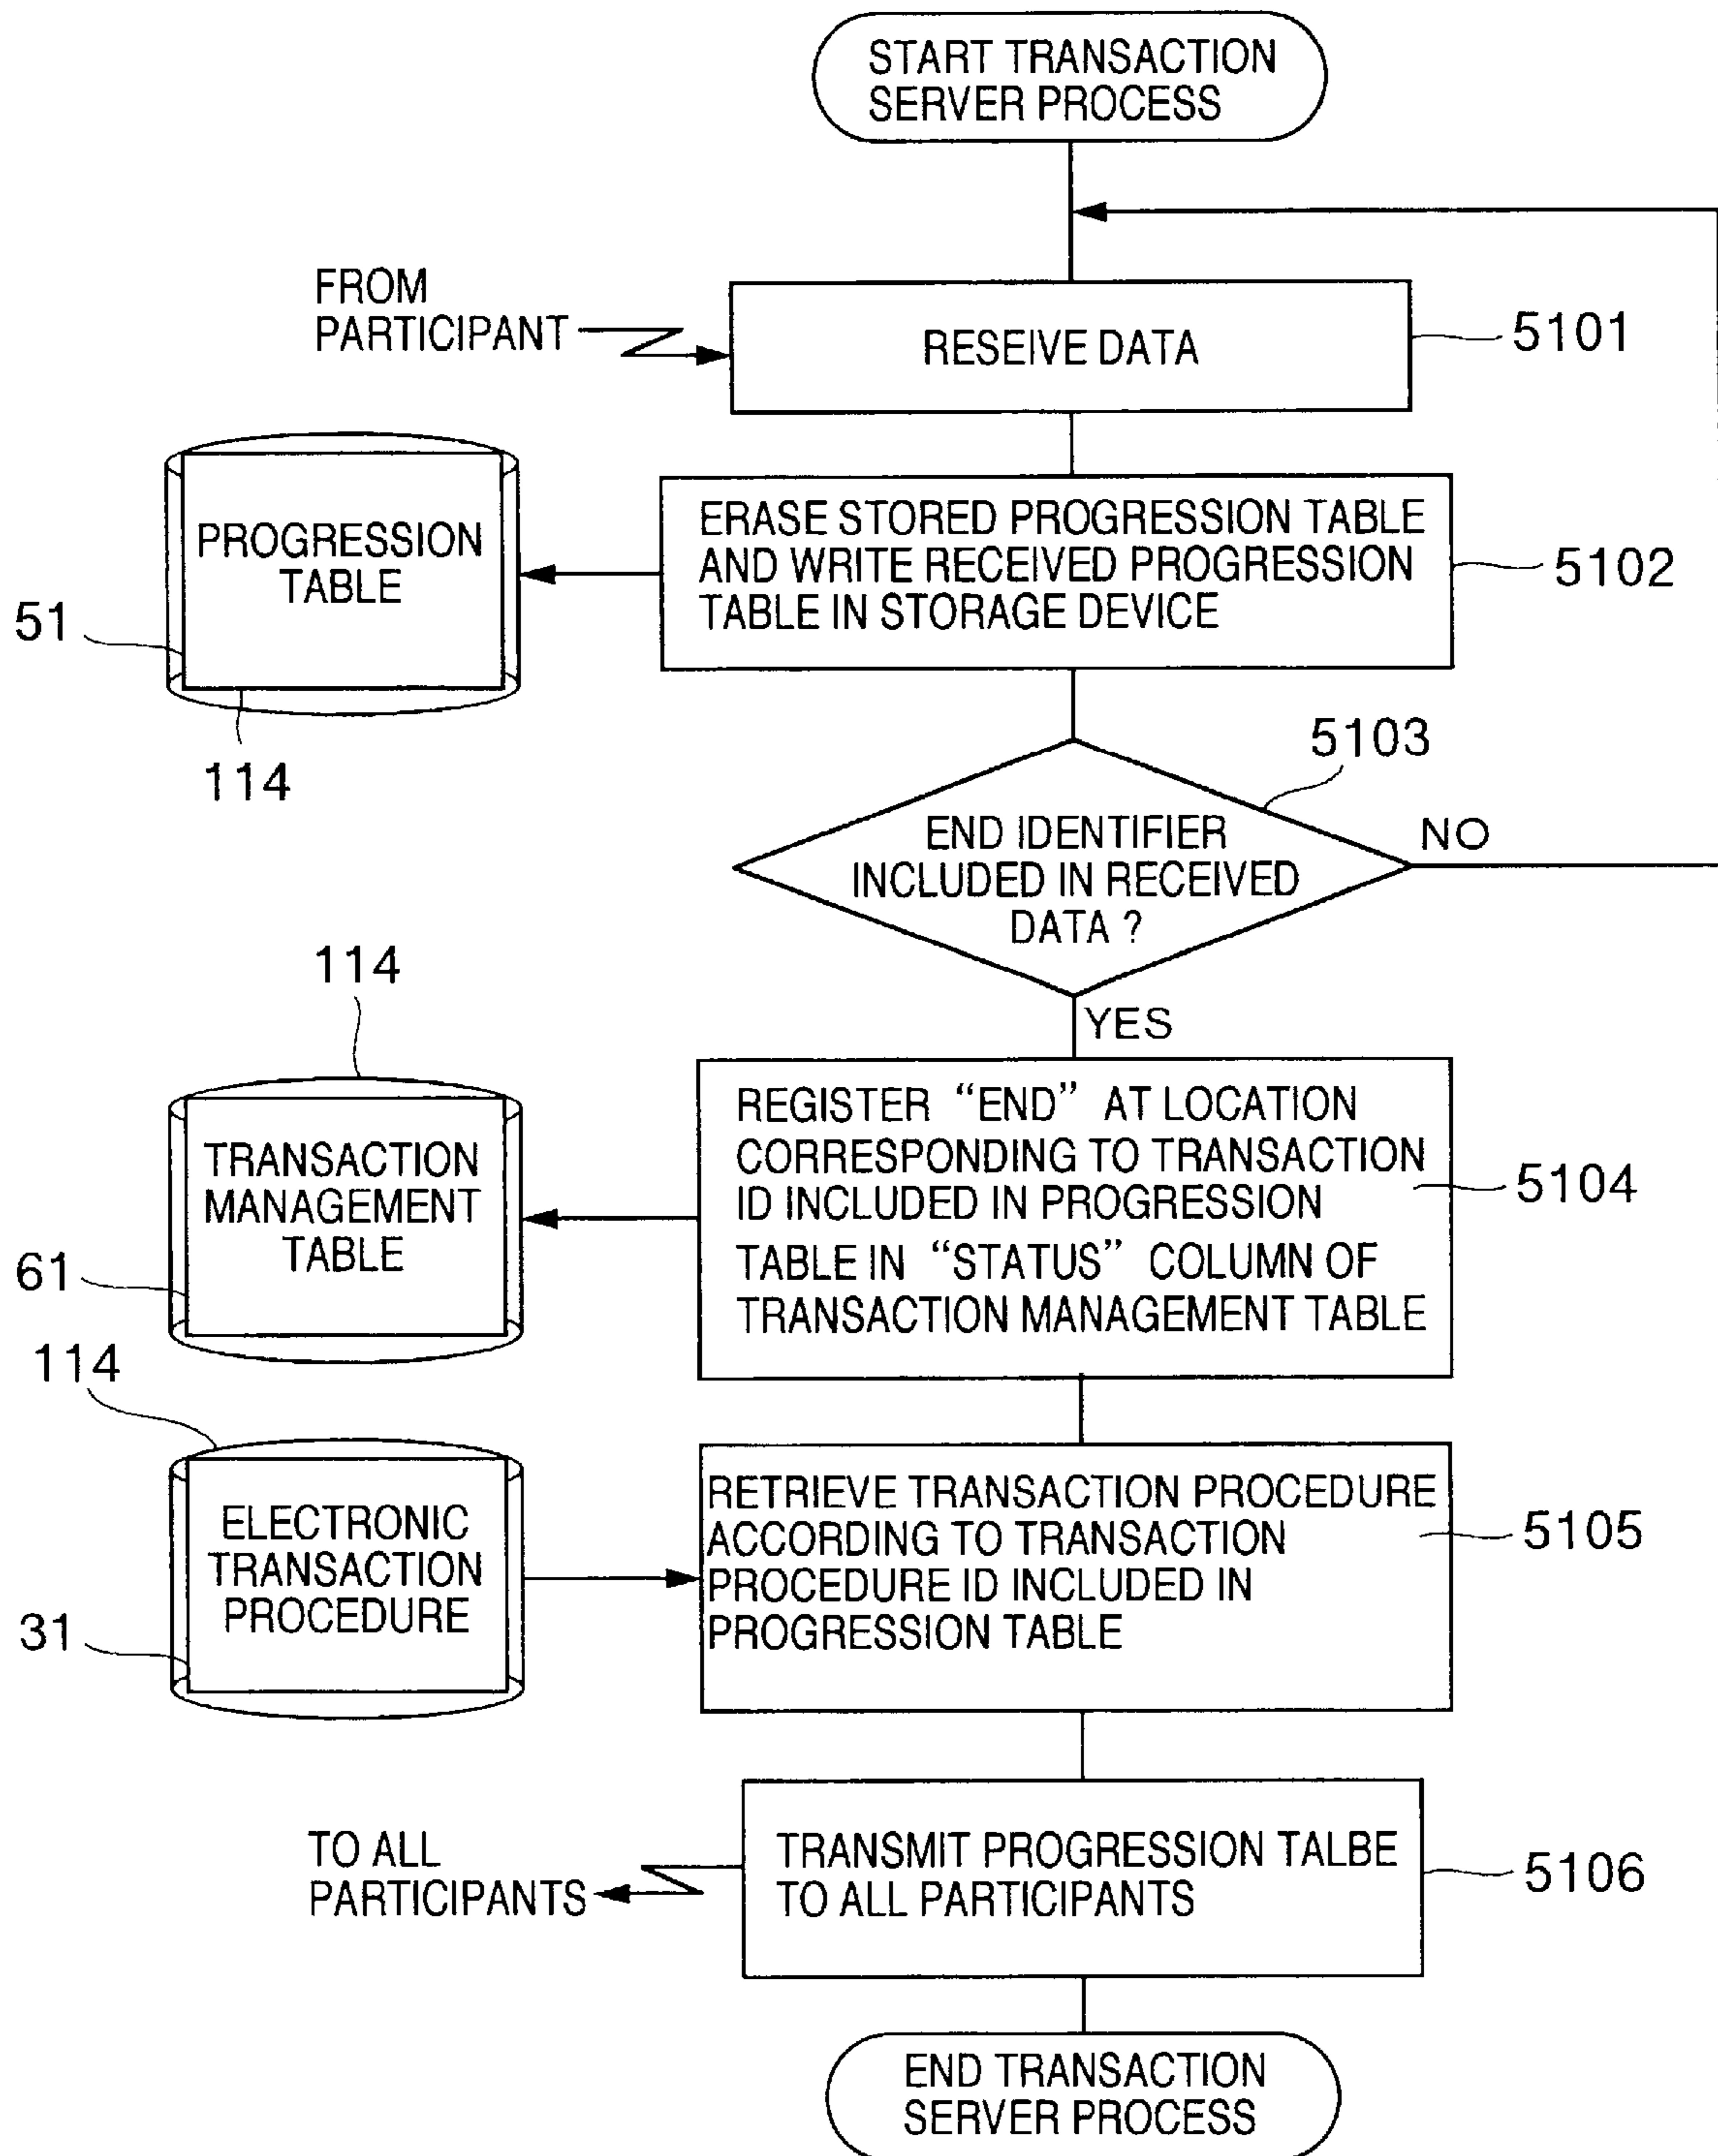 START TRANSACTION
SERVER PROCESS
FROM
PARTICIPANT
RESEIVE DATA
5101
PROGRESSION
TABLE
51
114
ERASE STORED PROGRESSION TABLE
AND WRITE RECEIVED PROGRESSION
TABLE IN STORAGE DEVICE
5102
5103
END IDENTIFIER
INCLUDED IN RECEIVED
DATA ?
NO
YES
114
TRANSACTION
MANAGEMENT
TABLE
61
REGISTER “END” AT LOCATION
CORRESPONDING TO TRANSACTION
ID INCLUDED IN PROGRESSION
TABLE IN “STATUS” COLUMN OF
TRANSACTION MANAGEMENT TABLE
5104
114
ELECTRONIC
TRANSACTION
PROCEDURE
31
RETRIEVE TRANSACTION PROCEDURE
ACCORDING TO TRANSACTION
PROCEDURE ID INCLUDED IN
PROGRESSION TABLE
5105
TO ALL
PARTICIPANTS
TRANSMIT PROGRESSION TALBE
TO ALL PARTICIPANTS
5106
END TRANSACTION
SERVER PROCESS